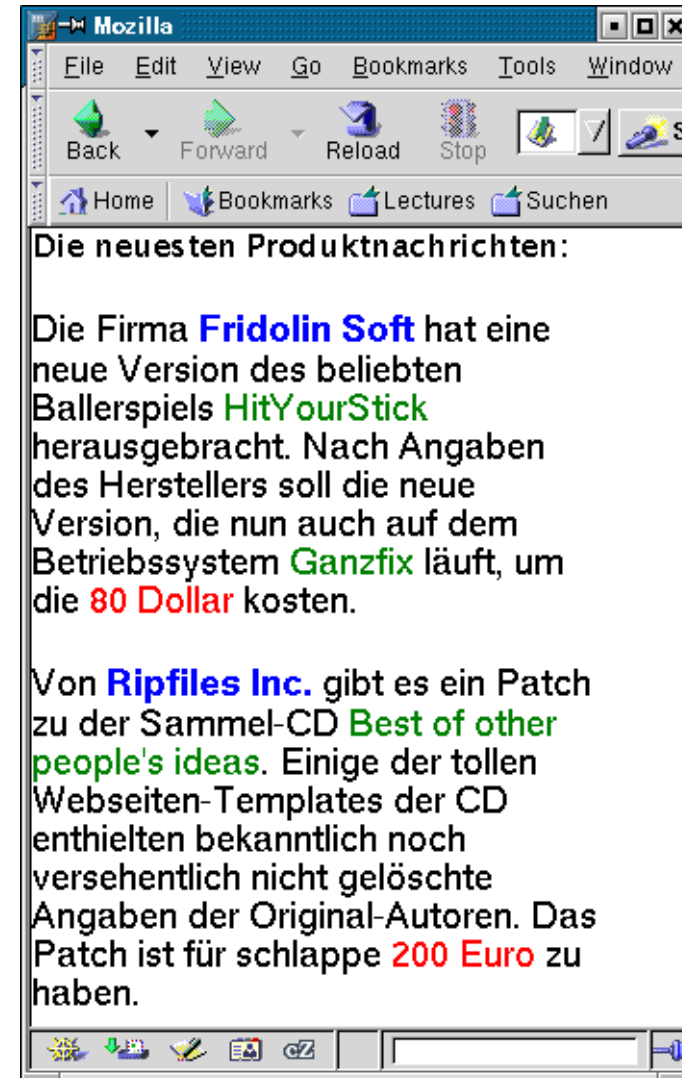 Mozilla
File Edit View Go Bookmarks Tools Window
Back Forward Reload Stop S
Home Bookmarks Lectures Suchen
Die neuesten Produktnachrichten:
Die Firma Fridolin Soft hat eine
neue Version des beliebten
Ballerspiels HitYourStick
herausgebracht. Nach Angaben
des Herstellers soll die neue
Version, die nun auch auf dem
Betriebssystem Ganzfix läuft, um
die 80 Dollar kosten.
Von Ripfiles Inc. gibt es ein Patch
zu der Sammel-CD Best of other
people's ideas. Einige der tollen
Webseiten-Templates der CD
enthielten bekanntlich noch
versehentlich nicht gelöschte
Angaben der Original-Autoren. Das
Patch ist für schlappe 200 Euro zu
haben.
cZ